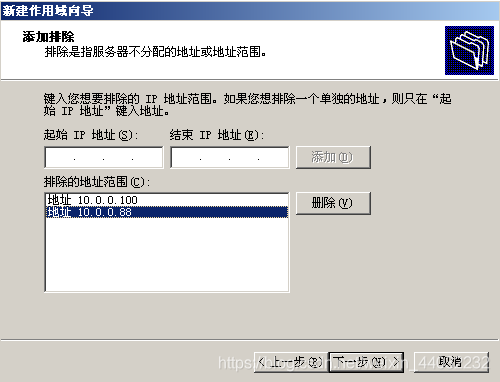 新建作用域向导
添加排除
排除是指服务器不分配的地址或地址范围。
键入您想要排除的 IP 地址范围。如果您想排除一个单独的地址，则只在“起
始 IP 地址”键入地址。
起始 IP 地址(S): 结束 IP 地址(E):
添加(D)
排除的地址范围(C):
地址 10.0.0.100
地址 10.0.0.88
删除(V)
< 上一步(B) 下一步(N) > 取消